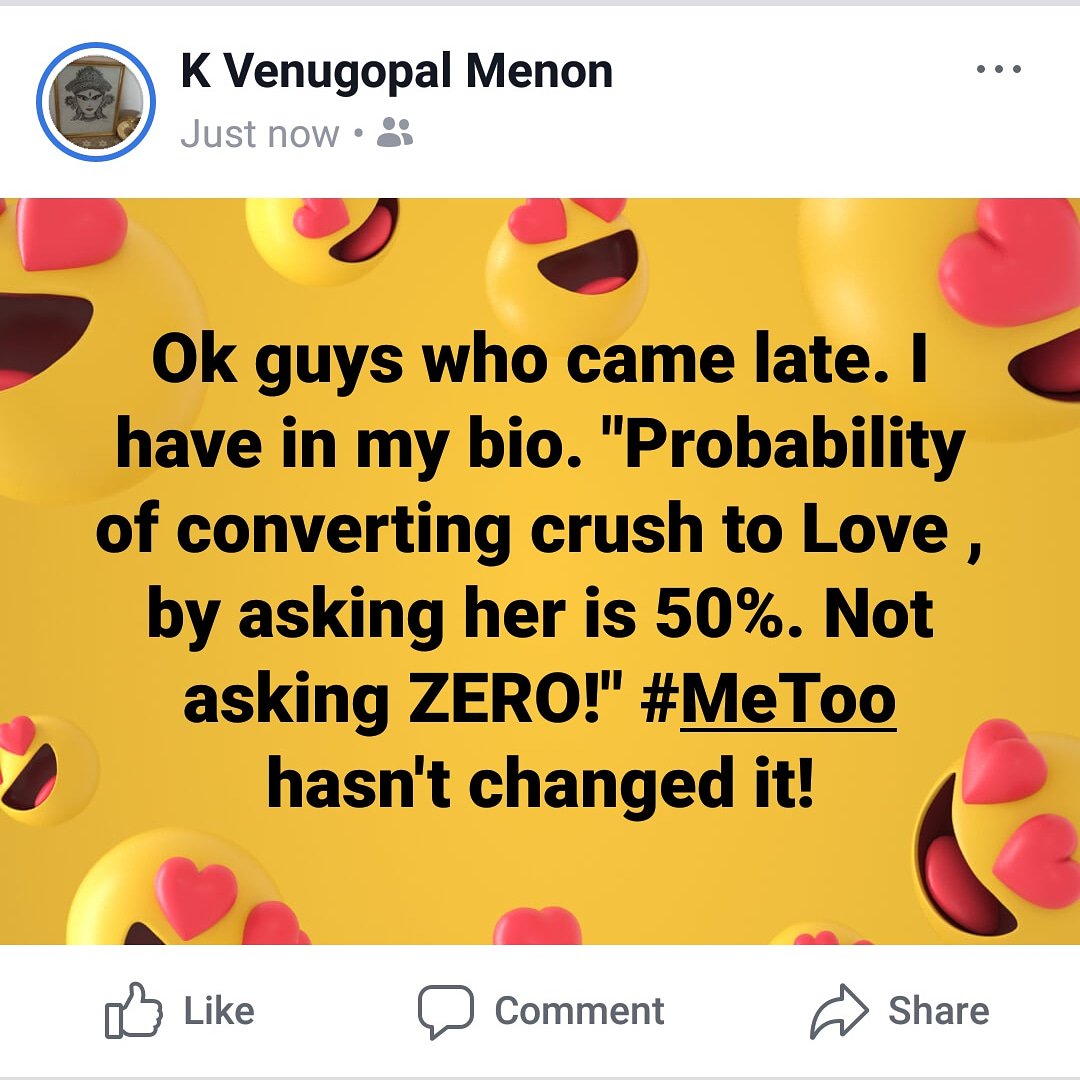 K Venugopal Menon
Just now •
Ok guys who came late. I
have in my bio. "Probability
of converting crush to Love ,
by asking her is 50%. Not
asking ZERO!" #MeToo
hasn't changed it!
Like Comment Share